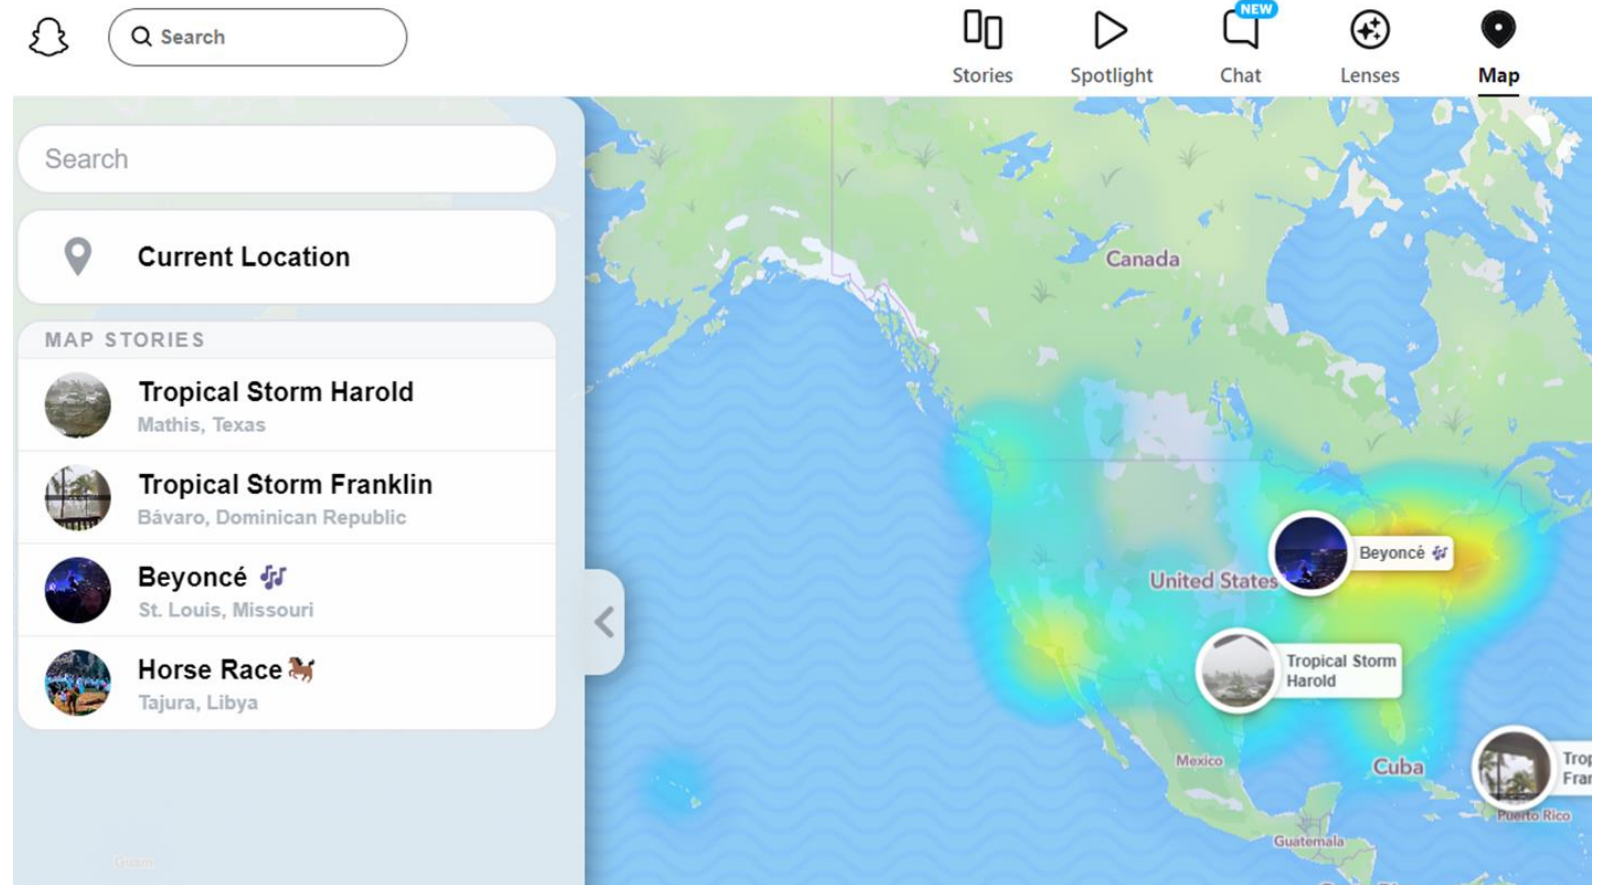 Search
NEW
Stories
Spotlight
Chat
Lenses
Map
Search
Current Location
MAP STORIES
Tropical Storm Harold
Mathis, Texas
Tropical Storm Franklin
Bávaro, Dominican Republic
Beyoncé 🎶
St. Louis, Missouri
Horse Race🐎
Tajura, Libya
Guam
Canada
United States
Beyoncé 🎶
Tropical Storm
Harold
Mexico
Cuba
Puerto Rico
Guatemala